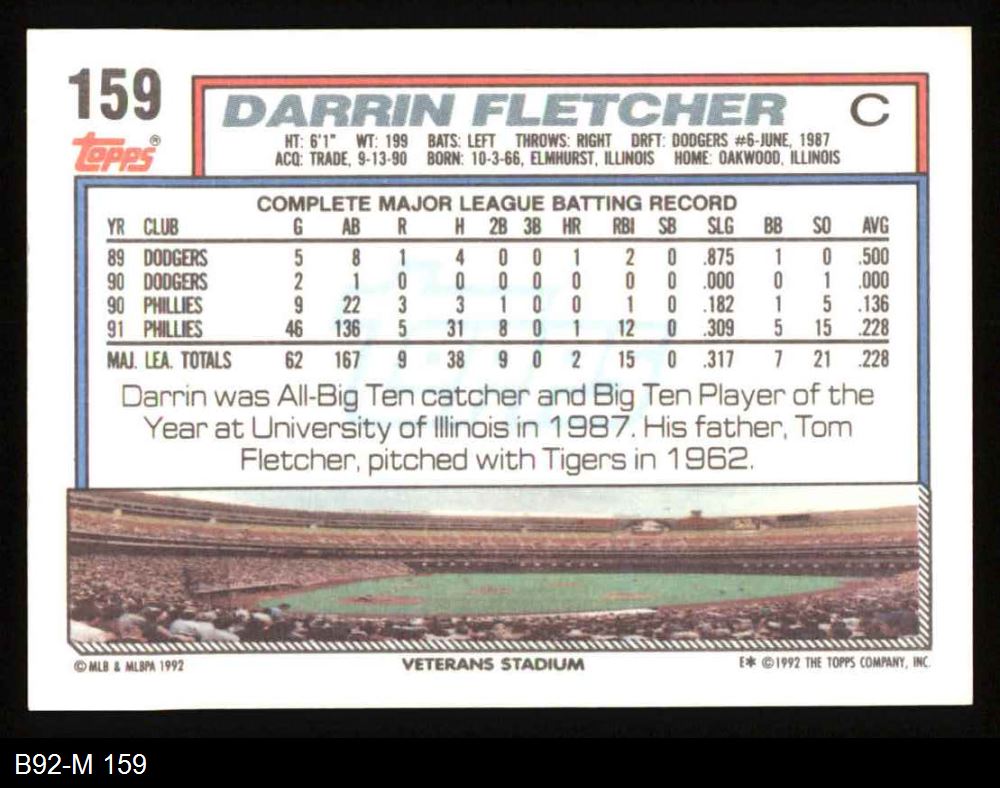 159
Topps®
DARRIN FLETCHER C
HT: 6'1" WT: 199 BATS: LEFT THROWS: RIGHT DRFT: DODGERS #6-JUNE, 1987
ACQ: TRADE, 9-13-90 BORN: 10-3-66, ELMHURST, ILLINOIS HOME: OAKWOOD, ILLINOIS
COMPLETE MAJOR LEAGUE BATTING RECORD
YR CLUB G AB R H 2B 3B HR RBI SB SLG BB SO AVG
89 DODGERS 5 8 1 4 0 0 1 2 0 .875 1 0 .500
90 DODGERS 2 1 0 0 0 0 0 0 0 .000 0 1 .000
90 PHILLIES 9 22 3 3 1 0 0 1 0 .182 1 5 .136
91 PHILLIES 46 136 5 31 8 0 1 12 0 .309 5 15 .228
MAJ. LEA. TOTALS 62 167 9 38 9 0 2 15 0 .317 7 21 .228
Darrin was All-Big Ten catcher and Big Ten Player of the
Year at University of Illinois in 1987. His father, Tom
Fletcher, pitched with Tigers in 1962.
© MLB & MLBPA 1992 VETERANS STADIUM E* ©1992 THE TOPPS COMPANY, INC.
B92-M 159